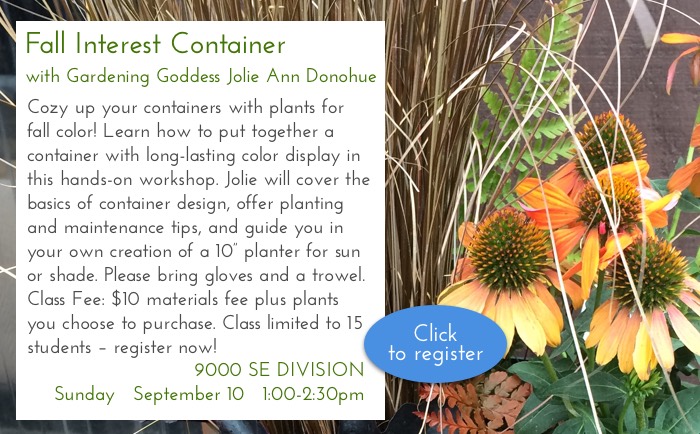 Fall Interest Container
with Gardening Goddess Jolie Ann Donohue
Cozy up your containers with plants for
fall color! Learn how to put together a
container with long-lasting color display in
this hands-on workshop. Jolie will cover the
basics of container design, offer planting
and maintenance tips, and guide you in
your own creation of a 10” planter for sun
or shade. Please bring gloves and a trowel.
Class Fee: $10 materials fee plus plants
you choose to purchase. Class limited to 15
students – register now!
9000 SE DIVISION
Sunday September 10 1:00-2:30pm
Click
to register